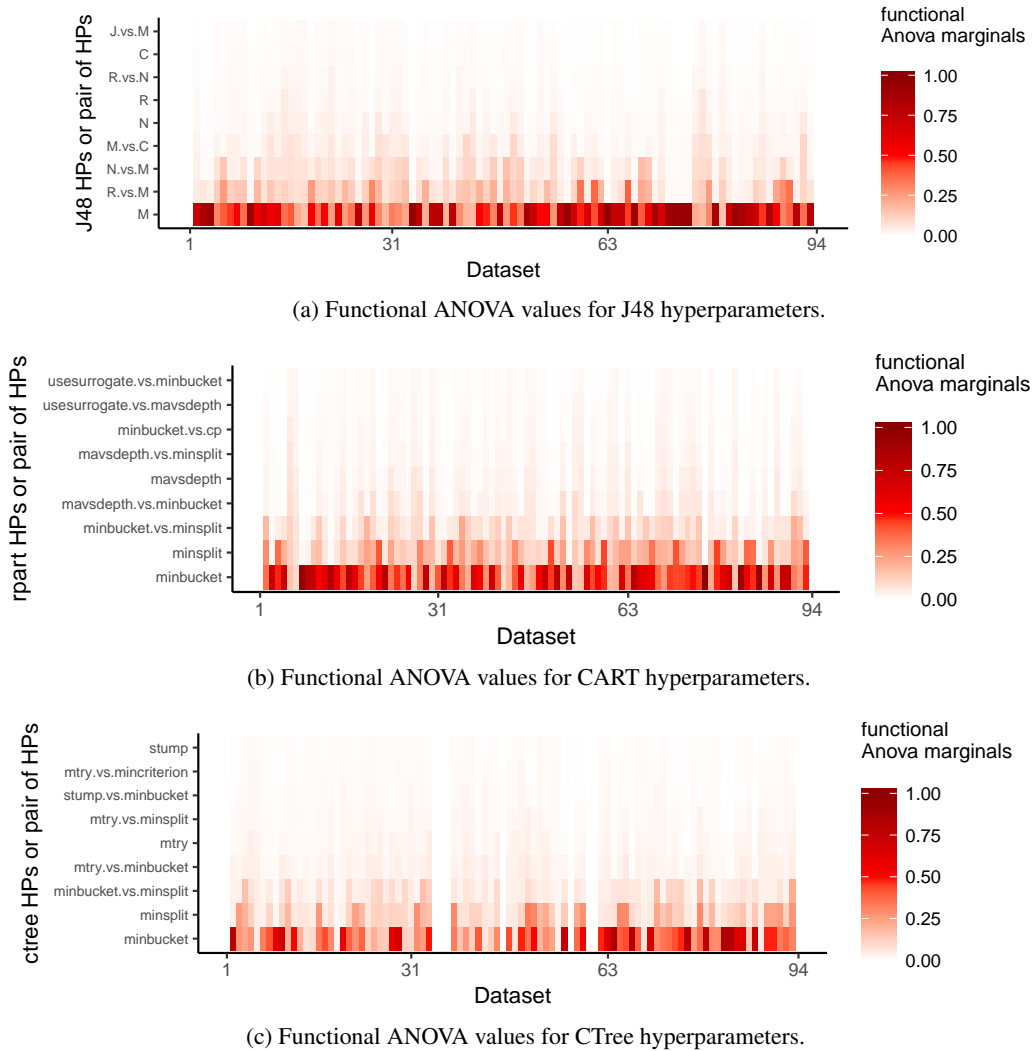 J48 HPs or pair of HPs
J.vs.M
C
R.vs.N
R
N
M.vs.C
N.vs.M
R.vs.M
M
1
31
63
94
Dataset
functional
Anova marginals
1.00
0.75
0.50
0.25
0.00
(a) Functional ANOVA values for J48 hyperparameters.
rpart HPs or pair of HPs
usesurrogate.vs.minbucket
usesurrogate.vs.mavsdepth
minbucket.vs.cp
mavsdepth.vs.minsplit
mavsdepth
mavsdepth.vs.minbucket
minbucket.vs.minsplit
minsplit
minbucket
1
31
63
94
Dataset
functional
Anova marginals
1.00
0.75
0.50
0.25
0.00
(b) Functional ANOVA values for CART hyperparameters.
ctree HPs or pair of HPs
stump
mtry.vs.mincriterion
stump.vs.minbucket
mtry.vs.minsplit
mtry
mtry.vs.minbucket
minbucket.vs.minsplit
minsplit
minbucket
1
31
63
94
Dataset
functional
Anova marginals
1.00
0.75
0.50
0.25
0.00
(c) Functional ANOVA values for CTree hyperparameters.